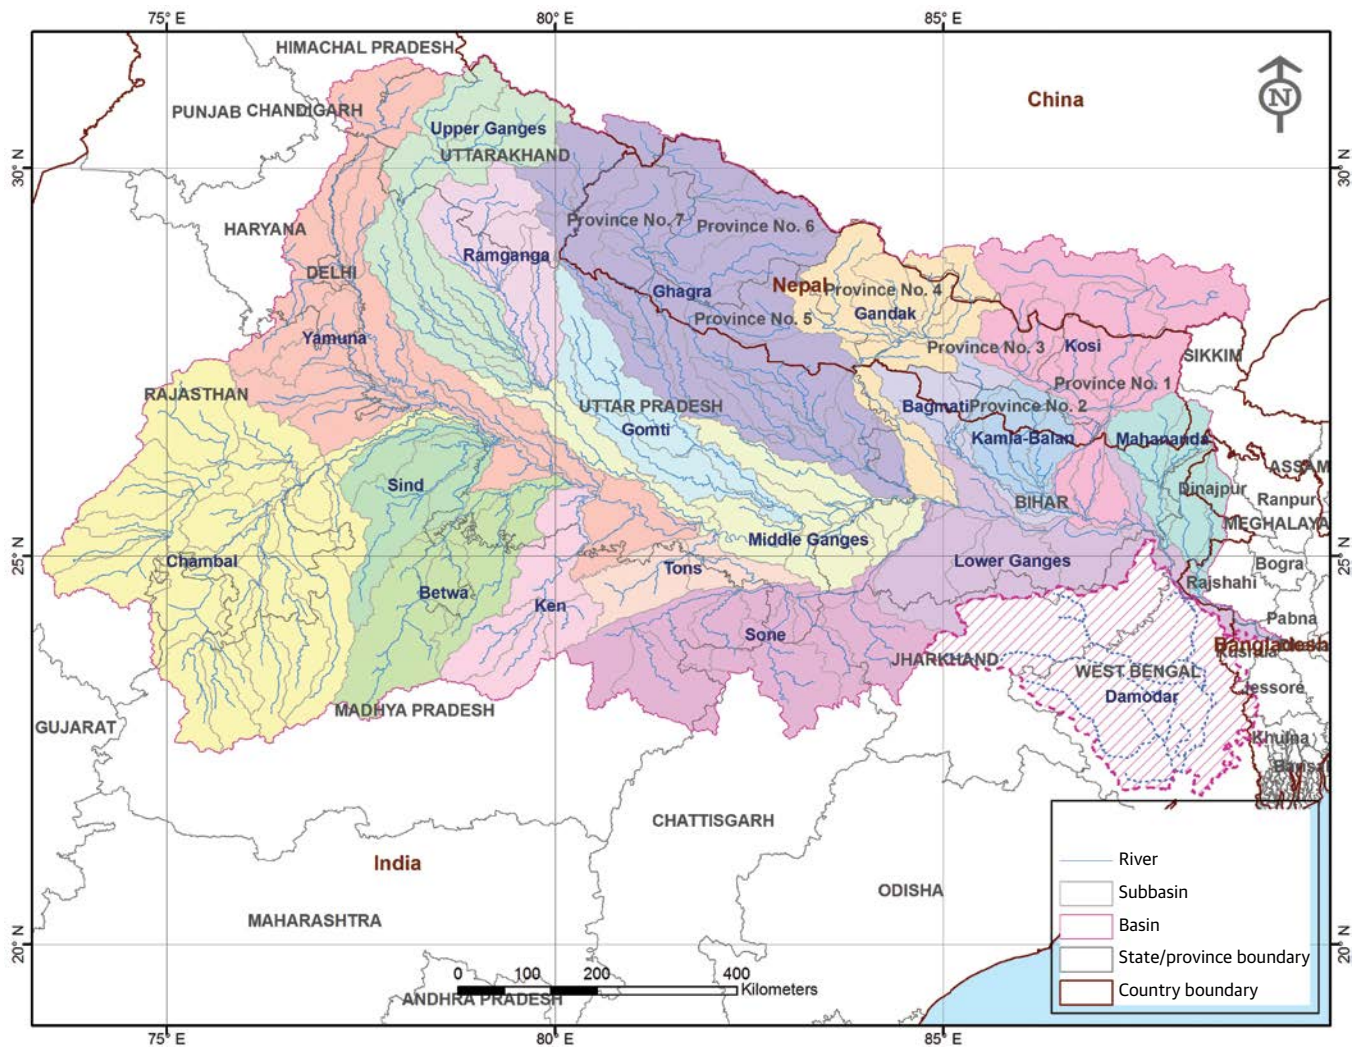 75° E 80° E 85° E
HIMACHAL PRADESH
China
PUNJAB CHANDIGARH
Upper Ganges
UTTARAKHAND
N
30° N
30° N
HARYANA
Province No. 7
Province No. 6
Ramganga
DELHI
Nepal
Province No. 4
Ghagra
Gandak
Province No. 5
Yamuna
Province No. 3
Kosi
SIKKIM
Province No. 1
RAJASTHAN
UTTAR PRADESH
Bagmati
Province No. 2
Gomti
Kamla-Balan
Mahananda
ASSAM
Sind
Dinajpur
Ranpur
BIHAR
MEGHALAYA
Middle Ganges
25° N
25° N
Chambal
Tons
Lower Ganges
Bogra
Rajshahi
Betwa
Ken
Pabna
Sone
Bangladesh
JHARKHAND
WEST BENGAL
Damodar
Jessore
MADHYA PRADESH
GUJARAT
Khulna
CHATTISGARH
India
River
ODISHA
Subbasin
MAHARASHTRA
Basin
20° N
20° N
State/province boundary
0 100 200 400
Kilometers
ANDHRA PRADESH
Country boundary
75° E 80° E 85° E